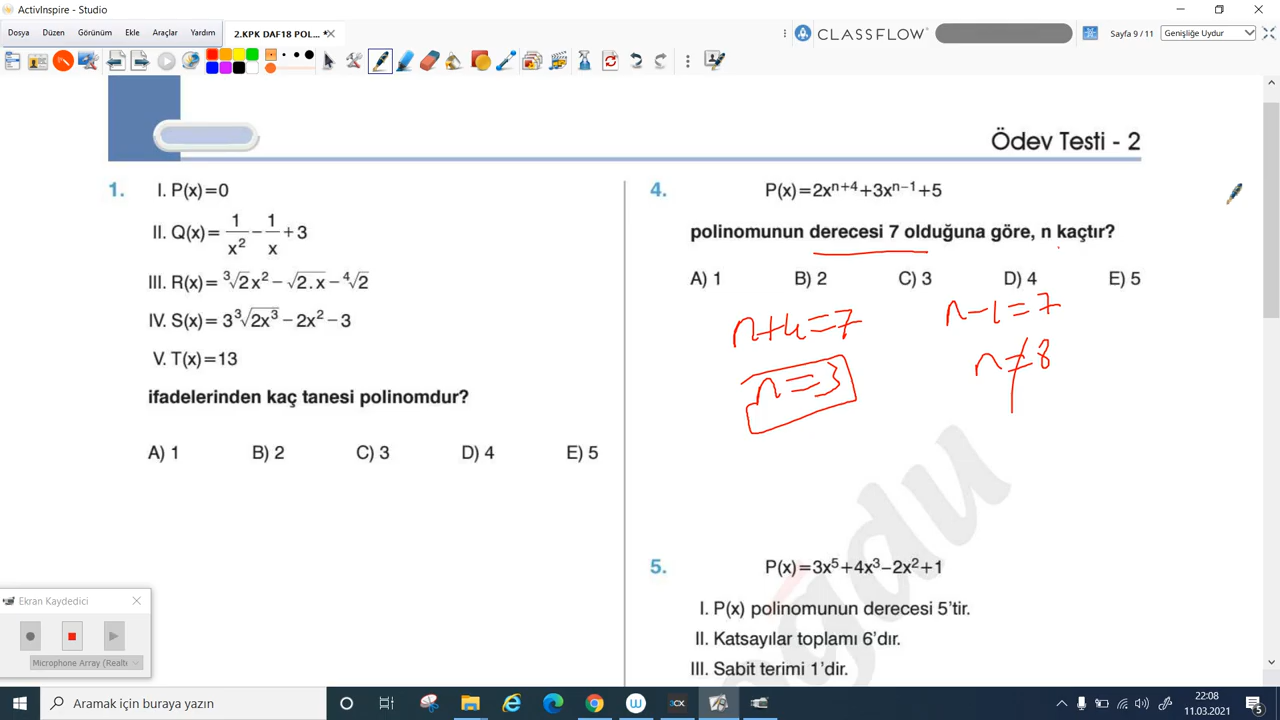 ActivInspire - Studio
Dosya Düzen Görünüm Ekle Araçlar Yardım
2.KPK DAF18 POL...
CLASSFLOW
Sayfa 9 / 11
Genişliğe Uydur
Ödev Testi - 2
1. I. P(x)=0
II. Q(x)= 1/x² − 1/x + 3
III. R(x)= ³√2x² − √2.x − ⁴√2
IV. S(x)= 3³√2x³ − 2x² − 3
V. T(x)=13
ifadelerinden kaç tanesi polinomdur?
A) 1 B) 2 C) 3 D) 4 E) 5
4. P(x)=2xⁿ⁺⁴+3xⁿ⁻¹+5
polinomunun derecesi 7 olduğuna göre, n kaçtır?
A) 1 B) 2 C) 3 D) 4 E) 5
n+4=7
n=3
n-1=7
n≠8
5. P(x)=3x⁵+4x³−2x²+1
I. P(x) polinomunun derecesi 5'tir.
II. Katsayılar toplamı 6'dır.
III. Sabit terimi 1'dir.
Ekran Kaydedici
Microphone Array (Realte
Aramak için buraya yazın
22:08
11.03.2021
5